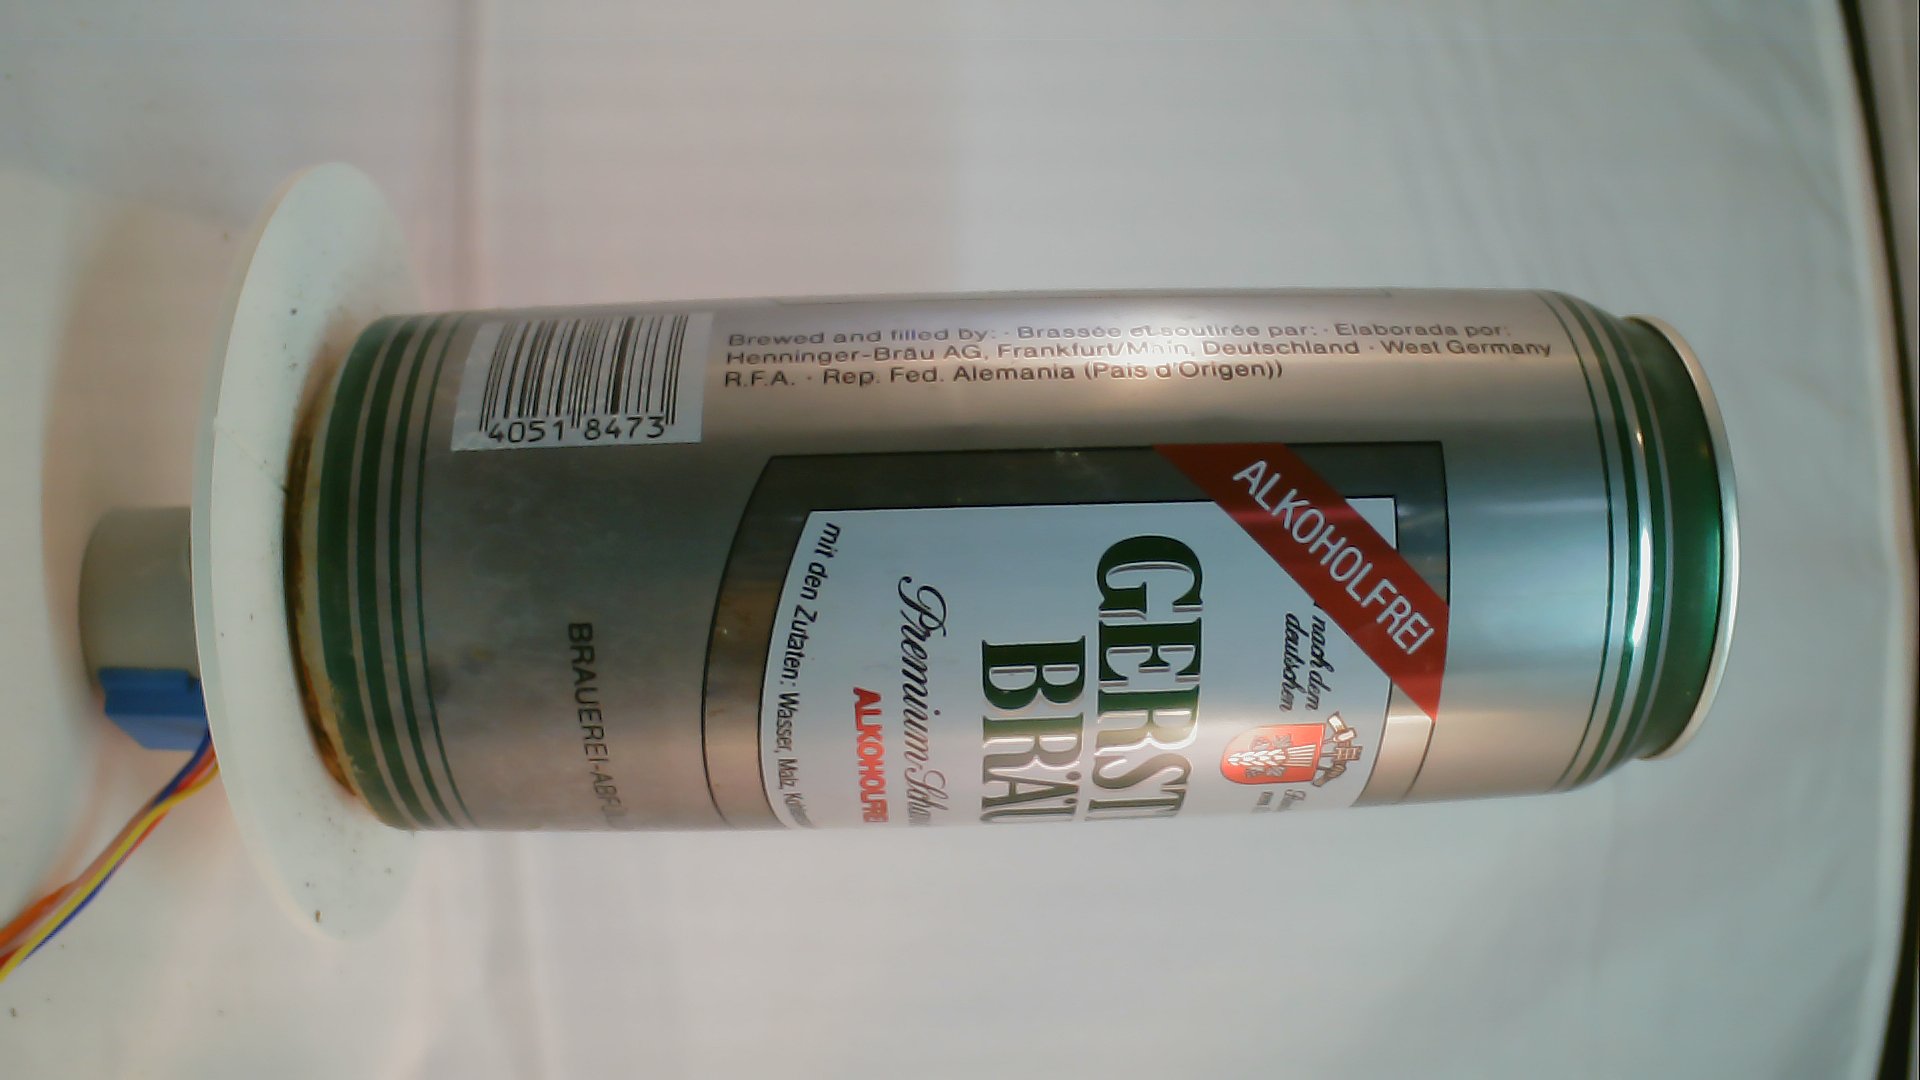 Brewed and filled by: · Brassée et soutirée par: · Elaborada por:
Henninger-Bräu AG, Frankfurt/Main, Deutschland · West Germany
R.F.A. · Rep. Fed. Alemania (Pais d'Origen))
4051 8473
ALKOHOLFREI
nach dem
deutschen
GERST
BRÄU
Premium
ALKOHOLFREI
mit den Zutaten: Wasser, Malz,